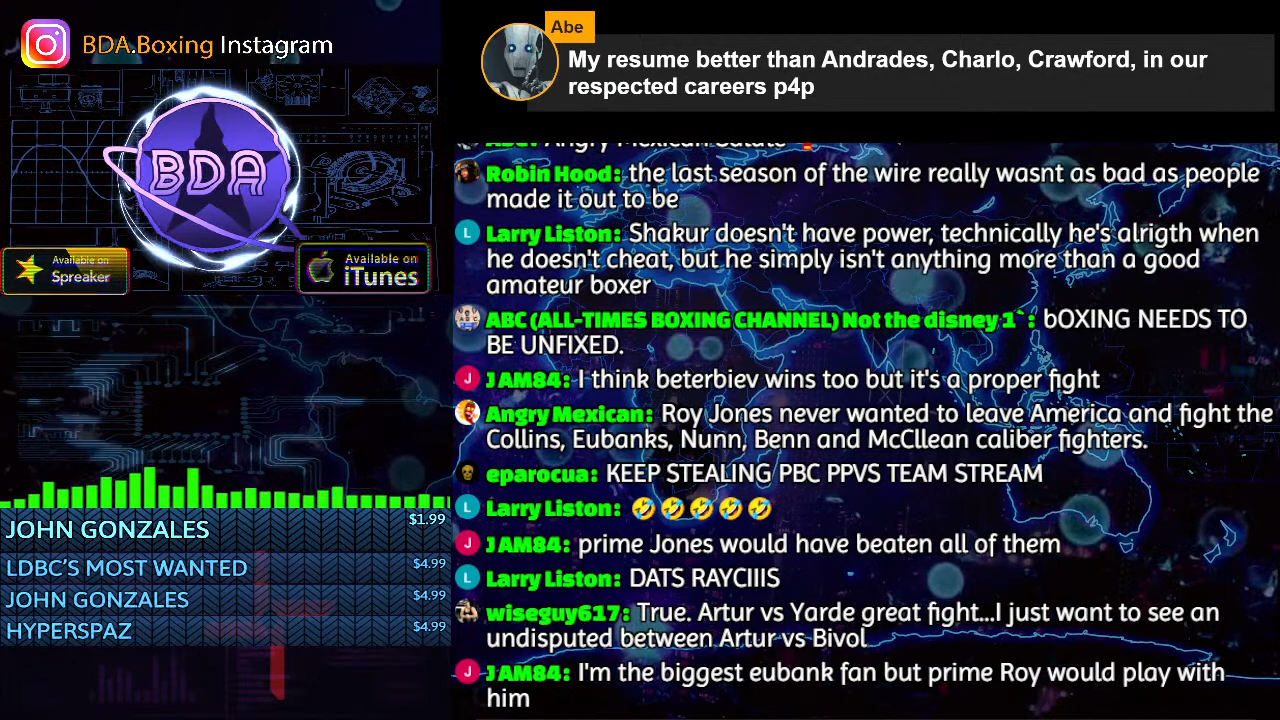 BDA.Boxing Instagram
BDA
Available on
Spreaker
Available on
iTunes
JOHN GONZALES $1.99
LDBC'S MOST WANTED $4.99
JOHN GONZALES $4.99
HYPERSPAZ $4.99
Abe
My resume better than Andrades, Charlo, Crawford, in our
respected careers p4p
Angry Mexican Salute
Robin Hood: the last season of the wire really wasnt as bad as people
made it out to be
L Larry Liston: Shakur doesn't have power, technically he's alrigth when
he doesn't cheat, but he simply isn't anything more than a good
amateur boxer
ABC (ALL-TIMES BOXING CHANNEL) Not the disney 1`: bOXING NEEDS TO
BE UNFIXED.
J J AM84: I think beterbiev wins too but it's a proper fight
Angry Mexican: Roy Jones never wanted to leave America and fight the
Collins, Eubanks, Nunn, Benn and McCllean caliber fighters.
eparocua: KEEP STEALING PBC PPVS TEAM STREAM
L Larry Liston: 🤣🤣🤣🤣🤣
J J AM84: prime Jones would have beaten all of them
L Larry Liston: DATS RAYCIIIS
wiseguy617: True. Artur vs Yarde great fight...I just want to see an
undisputed between Artur vs Bivol
J J AM84: I'm the biggest eubank fan but prime Roy would play with
him